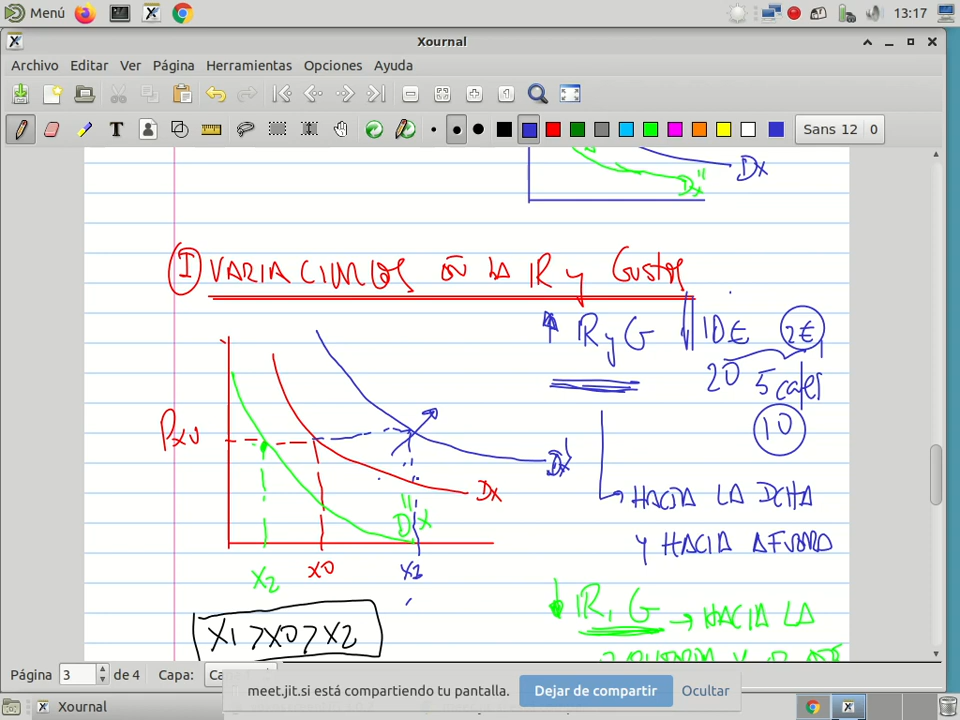 Menú
13:17
Xournal
Archivo Editar Ver Página Herramientas Opciones Ayuda
Sans 12 0
Dx
Dx''
I VARIACIONES EN LA IR y Gustos
↑ IR y G 10€ 2€
20 5 cafés
10
Px0
Dx'
Dx
D''x
HACIA LA DCHA
y HACIA AFUERA
X2 X0 X1
↓ IR, G → HACIA LA
X1 > X0 > X2
Página 3 de 4 Capa:
meet.jit.si está compartiendo tu pantalla. Dejar de compartir Ocultar
Xournal